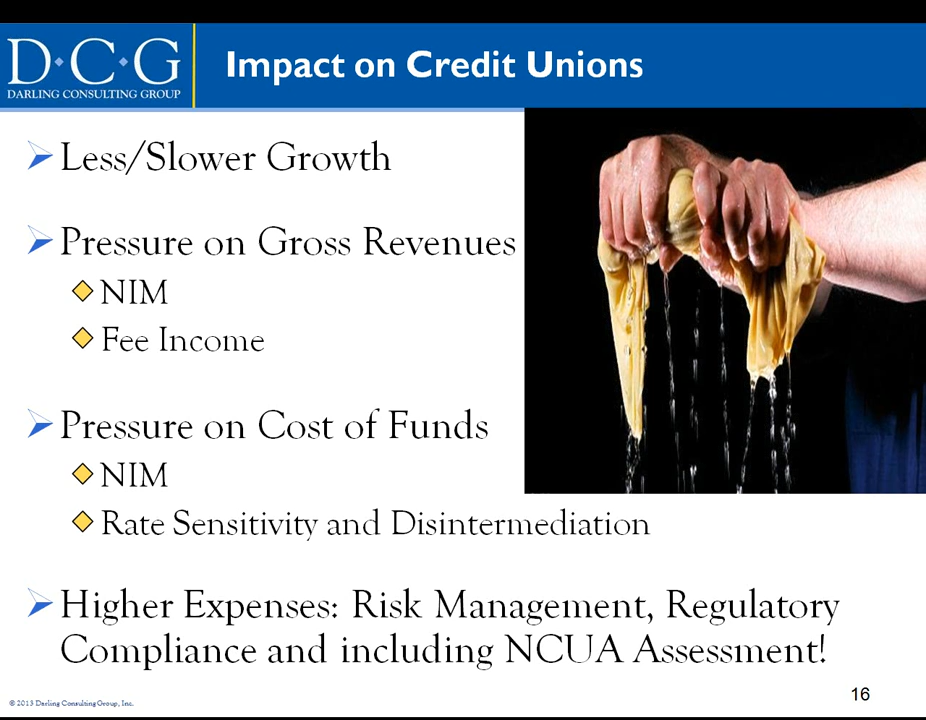 D·C·G
DARLING CONSULTING GROUP
Impact on Credit Unions
Less/Slower Growth
Pressure on Gross Revenues
NIM
Fee Income
Pressure on Cost of Funds
NIM
Rate Sensitivity and Disintermediation
Higher Expenses: Risk Management, Regulatory
Compliance and including NCUA Assessment!
© 2013 Darling Consulting Group, Inc.
16